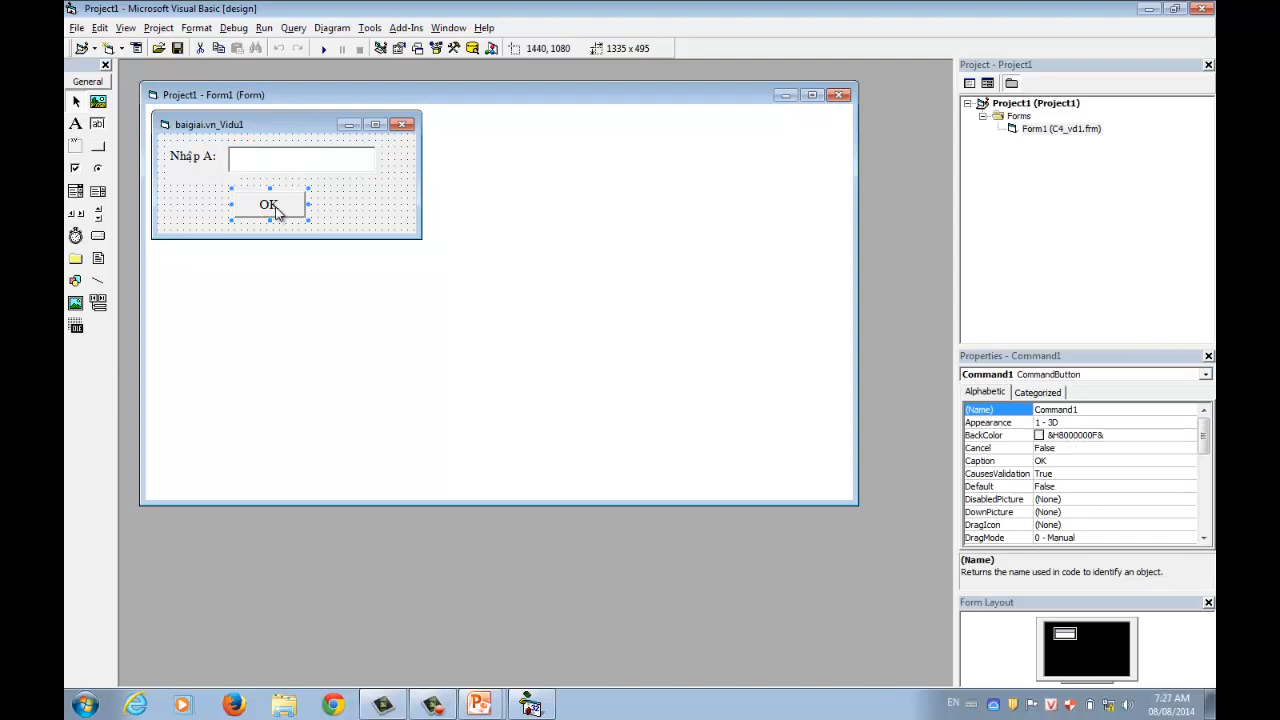 Project1 - Microsoft Visual Basic [design]
File Edit View Project Format Debug Run Query Diagram Tools Add-Ins Window Help
1440, 1080 1335 x 495
General
Project1 - Form1 (Form)
baigiai.vn_Vidu1
Nhập A:
OK
Project - Project1
Project1 (Project1)
Forms
Form1 (C4_vd1.frm)
Properties - Command1
Command1 CommandButton
Alphabetic Categorized
(Name) Command1
Appearance 1 - 3D
BackColor &H8000000F&
Cancel False
Caption OK
CausesValidation True
Default False
DisabledPicture (None)
DownPicture (None)
DragIcon (None)
DragMode 0 - Manual
(Name)
Returns the name used in code to identify an object.
Form Layout
EN
7:27 AM
08/08/2014